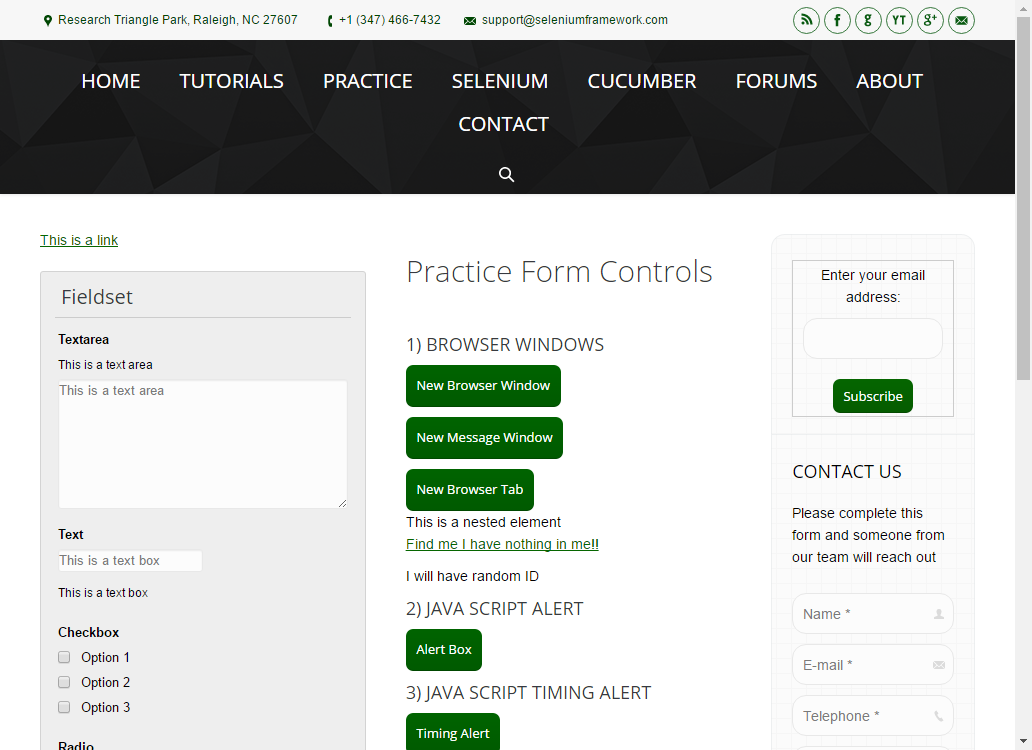 Research Triangle Park, Raleigh, NC 27607 +1 (347) 466-7432 support@seleniumframework.com
f g YT g+
HOME TUTORIALS PRACTICE SELENIUM CUCUMBER FORUMS ABOUT
CONTACT
This is a link
Fieldset
Textarea
This is a text area
This is a text area
Text
This is a text box
This is a text box
Checkbox
Option 1
Option 2
Option 3
Radio
Practice Form Controls
1) BROWSER WINDOWS
New Browser Window
New Message Window
New Browser Tab
This is a nested element
Find me I have nothing in me!!
I will have random ID
2) JAVA SCRIPT ALERT
Alert Box
3) JAVA SCRIPT TIMING ALERT
Timing Alert
Enter your email
address:
Subscribe
CONTACT US
Please complete this
form and someone from
our team will reach out
Name *
E-mail *
Telephone *